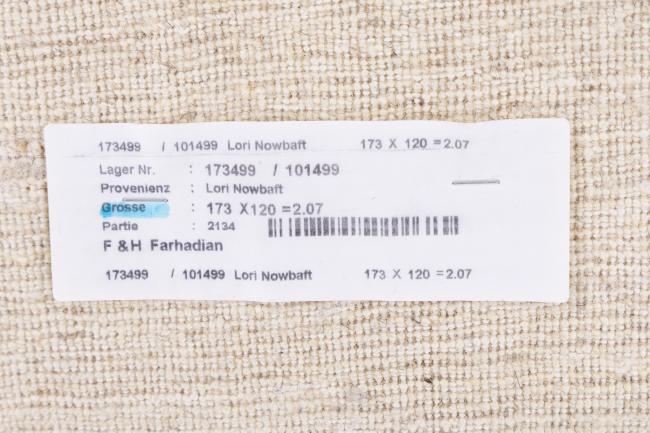 173499 / 101499 Lori Nowbaft 173 X 120 =2.07
Lager Nr. : 173499 / 101499
Provenienz : Lori Nowbaft
Grosse : 173 X120 =2.07
Partie : 2134
F & H Farhadian
173499 / 101499 Lori Nowbaft 173 X 120 =2.07